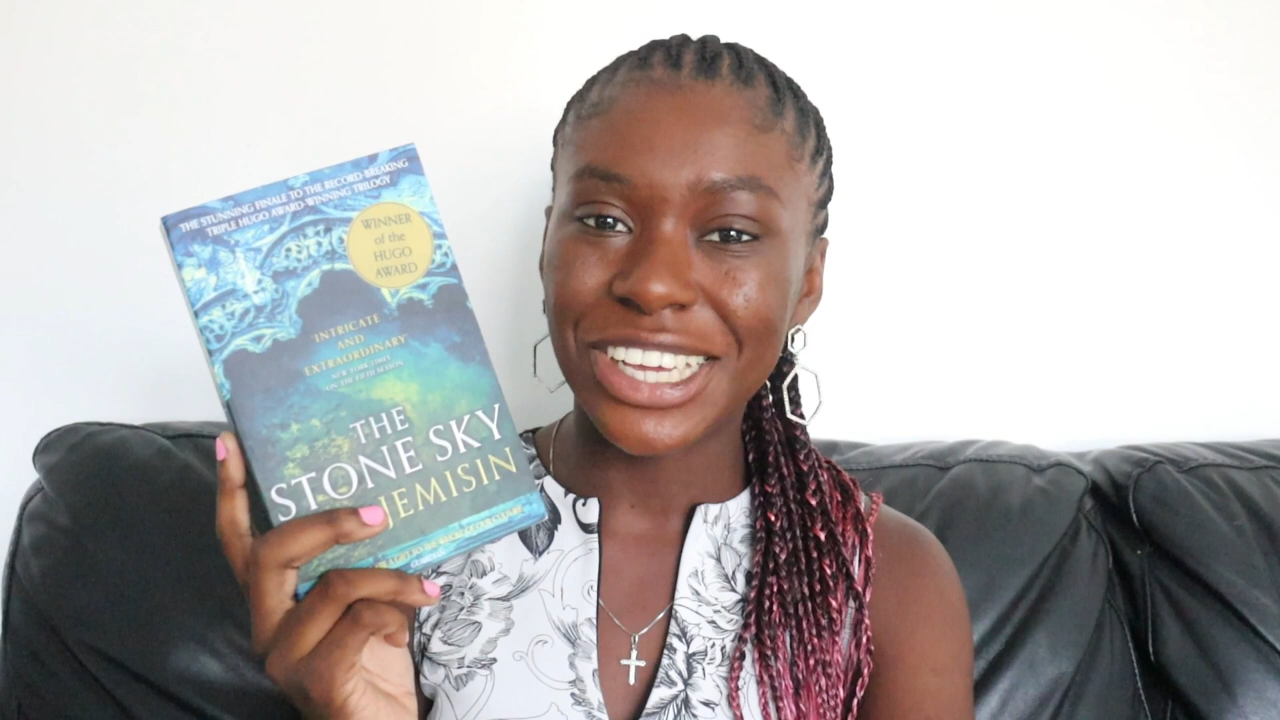 THE STUNNING FINALE TO THE RECORD-BREAKING
TRIPLE HUGO AWARD-WINNING TRILOGY
WINNER
of the
HUGO
AWARD
INTRICATE
AND
EXTRAORDINARY
NEW YORK TIMES
ON THE FIFTH SEASON
THE
STONE SKY
JEMISIN